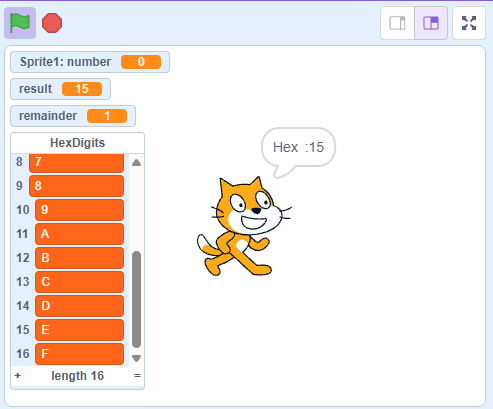 Sprite1: number 0
result 15
remainder 1
HexDigits
8 7
9 8
10 9
11 A
12 B
13 C
14 D
15 E
16 F
+ length 16 =
Hex :15